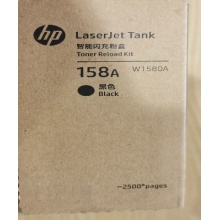 hp
LaserJet Tank
智能闪充粉盒
Toner Reload Kit
158A W1580A
黑色
Black
~2500*pages